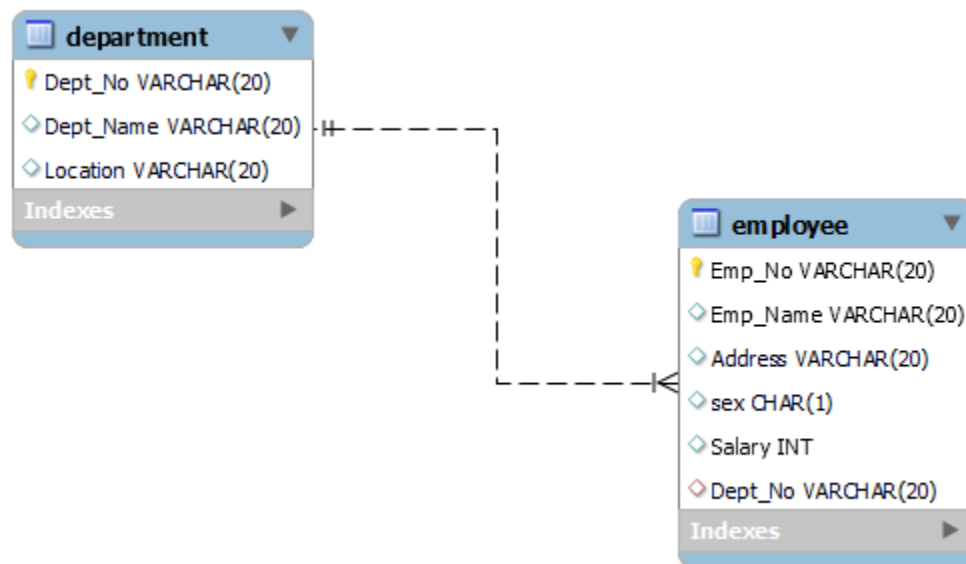 department
Dept_No VARCHAR(20)
Dept_Name VARCHAR(20)
Location VARCHAR(20)
Indexes
employee
Emp_No VARCHAR(20)
Emp_Name VARCHAR(20)
Address VARCHAR(20)
sex CHAR(1)
Salary INT
Dept_No VARCHAR(20)
Indexes